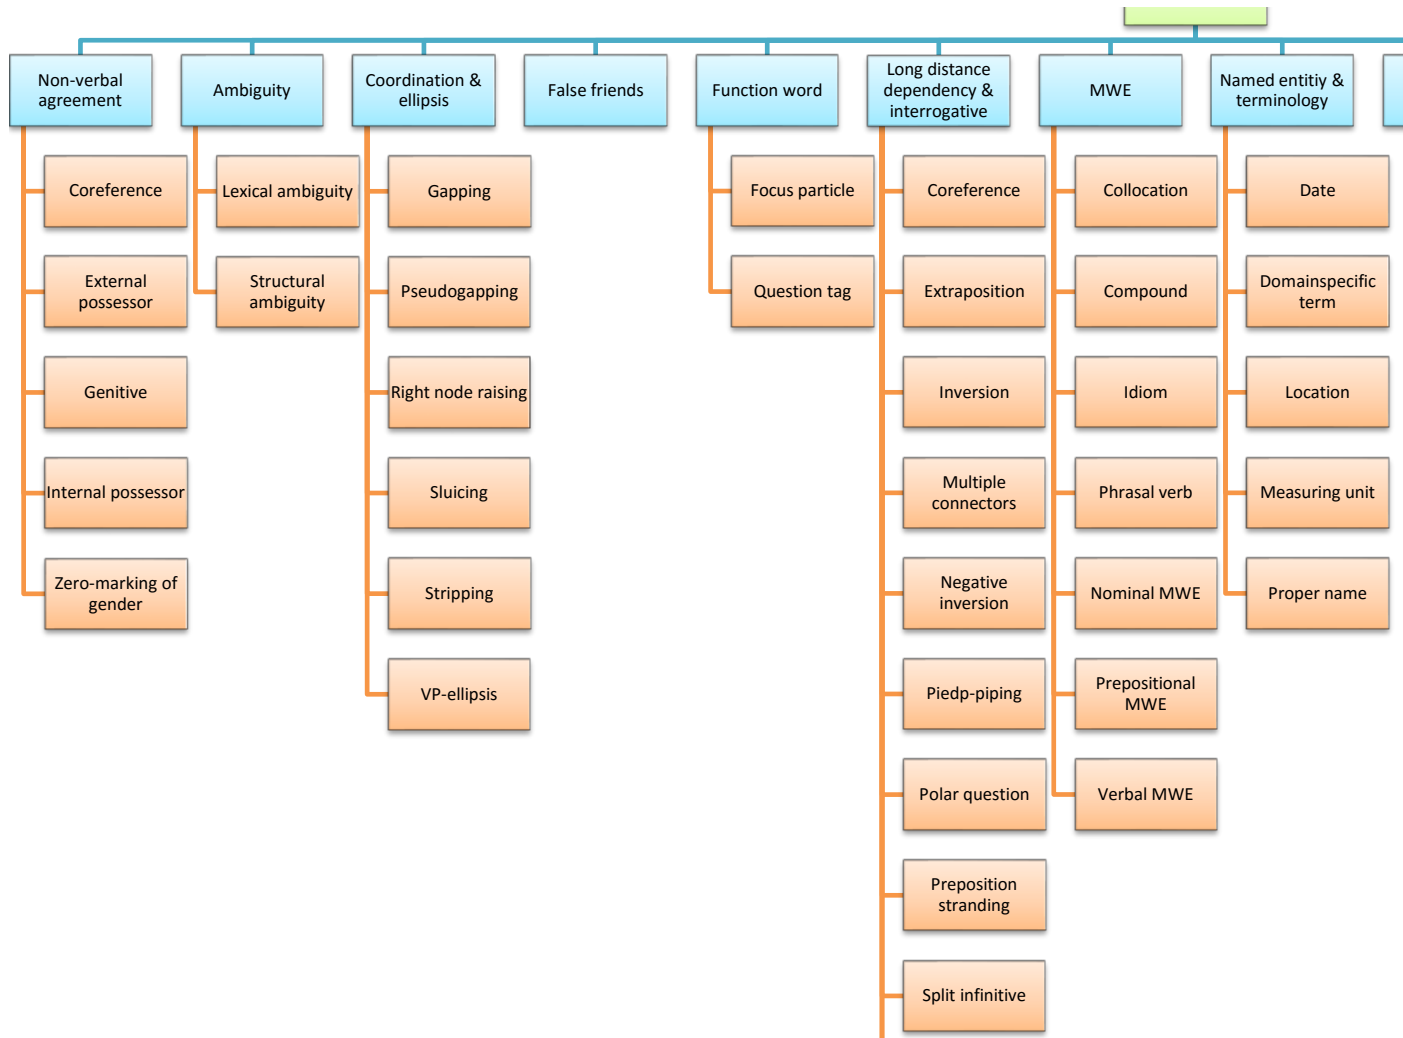 Non-verbal
agreement
Ambiguity
Coordination &
ellipsis
False friends
Function word
Long distance
dependency &
interrogative
MWE
Named entitiy &
terminology
Coreference
External
possessor
Genitive
Internal possessor
Zero-marking of
gender
Lexical ambiguity
Structural
ambiguity
Gapping
Pseudogapping
Right node raising
Sluicing
Stripping
VP-ellipsis
Focus particle
Question tag
Coreference
Extraposition
Inversion
Multiple
connectors
Negative
inversion
Piedp-piping
Polar question
Preposition
stranding
Split infinitive
Collocation
Compound
Idiom
Phrasal verb
Nominal MWE
Prepositional
MWE
Verbal MWE
Date
Domainspecific
term
Location
Measuring unit
Proper name